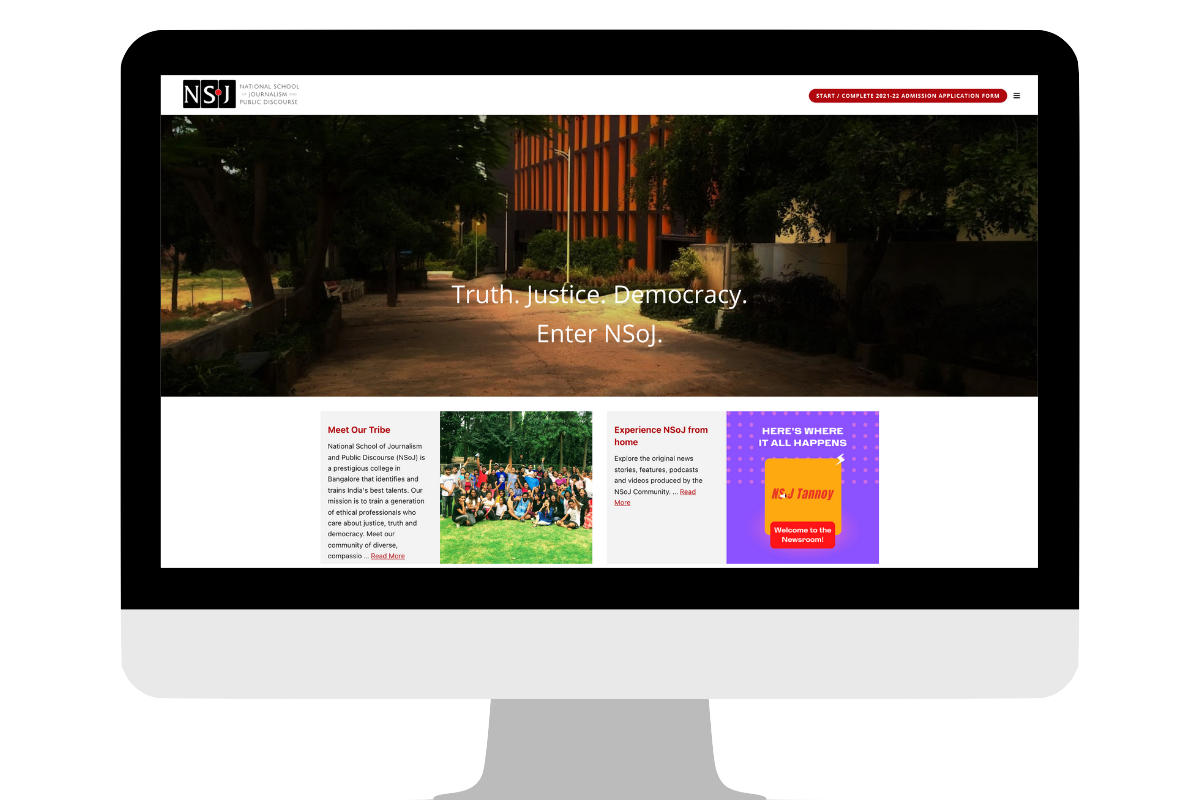 NSJ
NATIONAL SCHOOL
OF JOURNALISM AND
PUBLIC DISCOURSE
START / COMPLETE 2021-22 ADMISSION APPLICATION FORM
Truth. Justice. Democracy.
Enter NSoJ.
Meet Our Tribe
National School of Journalism
and Public Discourse (NSoJ) is
a prestigious college in
Bangalore that identifies and
trains India's best talents. Our
mission is to train a generation
of ethical professionals who
care about justice, truth and
democracy. Meet our
community of diverse,
compassio ... Read More
Experience NSoJ from
home
Explore the original news
stories, features, podcasts
and videos produced by the
NSoJ Community. ... Read
More
HERE'S WHERE
IT ALL HAPPENS
NSoJ Tannoy
Welcome to the
Newsroom!